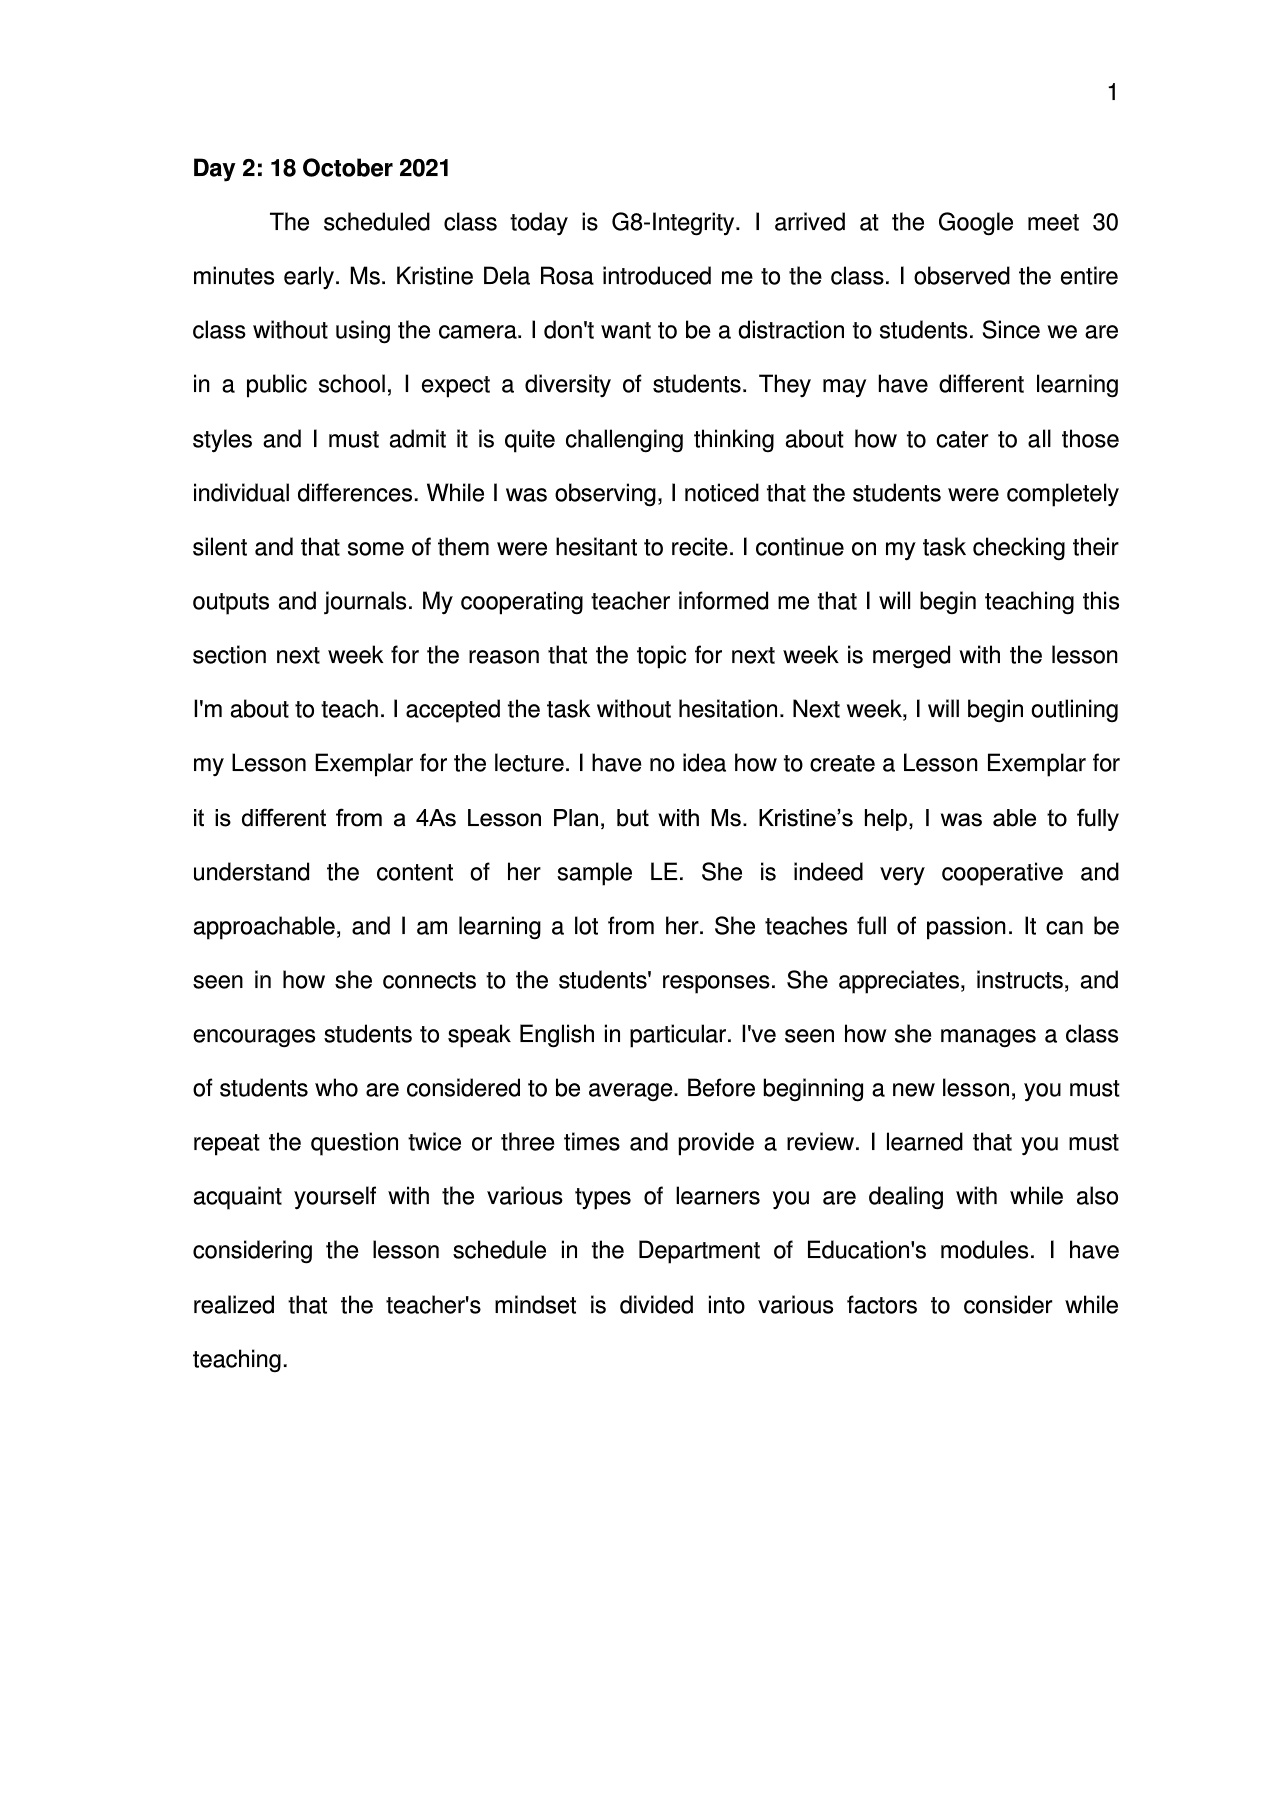 1
Day 2: 18 October 2021
The scheduled class today is G8-Integrity. I arrived at the Google meet 30
minutes early. Ms. Kristine Dela Rosa introduced me to the class. I observed the entire
class without using the camera. I don't want to be a distraction to students. Since we are
in a public school, I expect a diversity of students. They may have different learning
styles and I must admit it is quite challenging thinking about how to cater to all those
individual differences. While I was observing, I noticed that the students were completely
silent and that some of them were hesitant to recite. I continue on my task checking their
outputs and journals. My cooperating teacher informed me that I will begin teaching this
section next week for the reason that the topic for next week is merged with the lesson
I'm about to teach. I accepted the task without hesitation. Next week, I will begin outlining
my Lesson Exemplar for the lecture. I have no idea how to create a Lesson Exemplar for
it is different from a 4As Lesson Plan, but with Ms. Kristine’s help, I was able to fully
understand the content of her sample LE. She is indeed very cooperative and
approachable, and I am learning a lot from her. She teaches full of passion. It can be
seen in how she connects to the students' responses. She appreciates, instructs, and
encourages students to speak English in particular. I've seen how she manages a class
of students who are considered to be average. Before beginning a new lesson, you must
repeat the question twice or three times and provide a review. I learned that you must
acquaint yourself with the various types of learners you are dealing with while also
considering the lesson schedule in the Department of Education's modules. I have
realized that the teacher's mindset is divided into various factors to consider while
teaching.